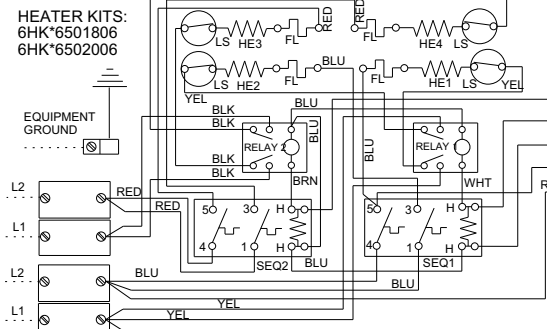 HEATER KITS:
6HK*6501806
6HK*6502006
RED
RED
LS
HE3
FL
FL
HE4
LS
LS
HE2
FL
BLU
FL
HE1
LS
YEL
YEL
BLU
BLK
BLK
EQUIPMENT
GROUND
RELAY 2
BLU
BLU
RELAY 1
BLK
BLK
BRN
WHT
L2
RED
RED
R
5
3
H
5
3
H
L1
4
1
H
4
1
H
SEQ2
BLU
SEQ1
L2
BLU
BLU
L1
YEL
YEL